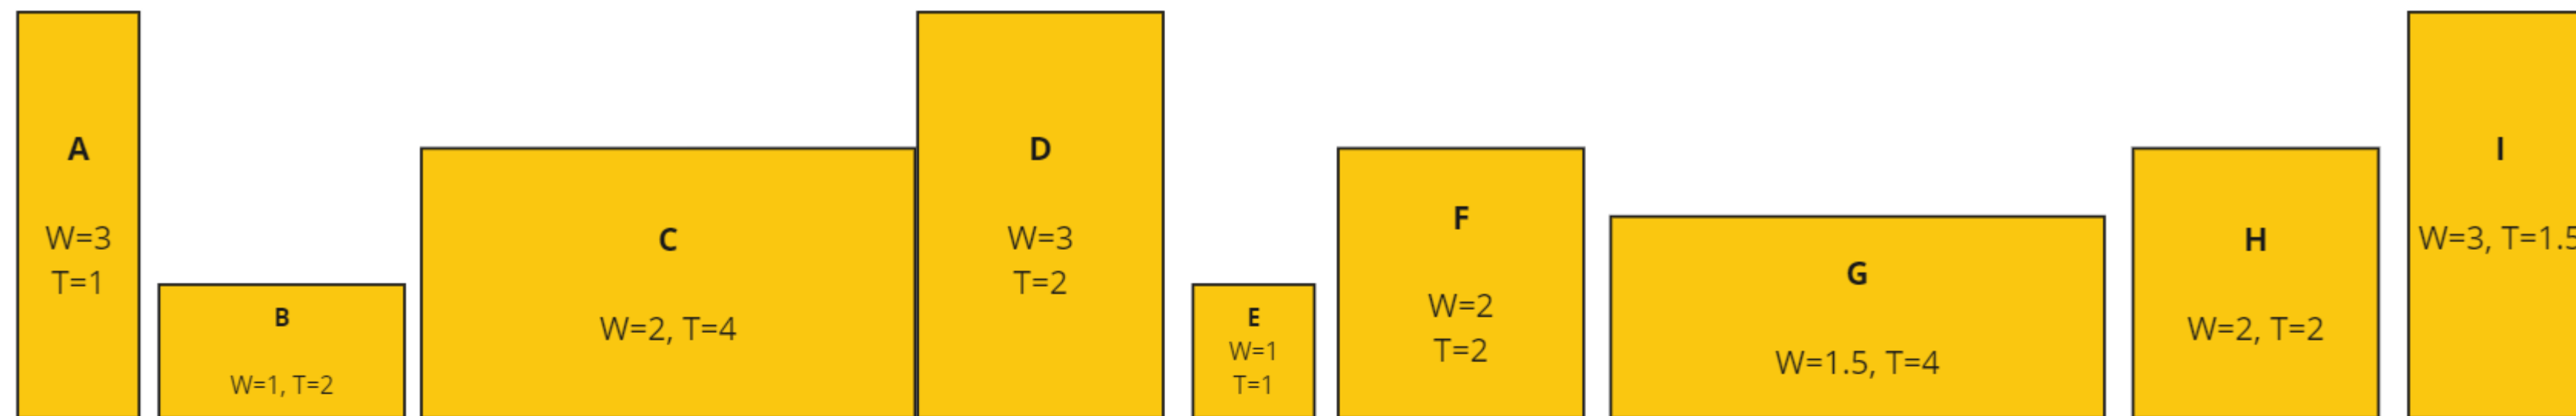 A
W=3
T=1
B
W=1, T=2
C
W=2, T=4
D
W=3
T=2
E
W=1
T=1
F
W=2
T=2
G
W=1.5, T=4
H
W=2, T=2
I
W=3, T=1.5